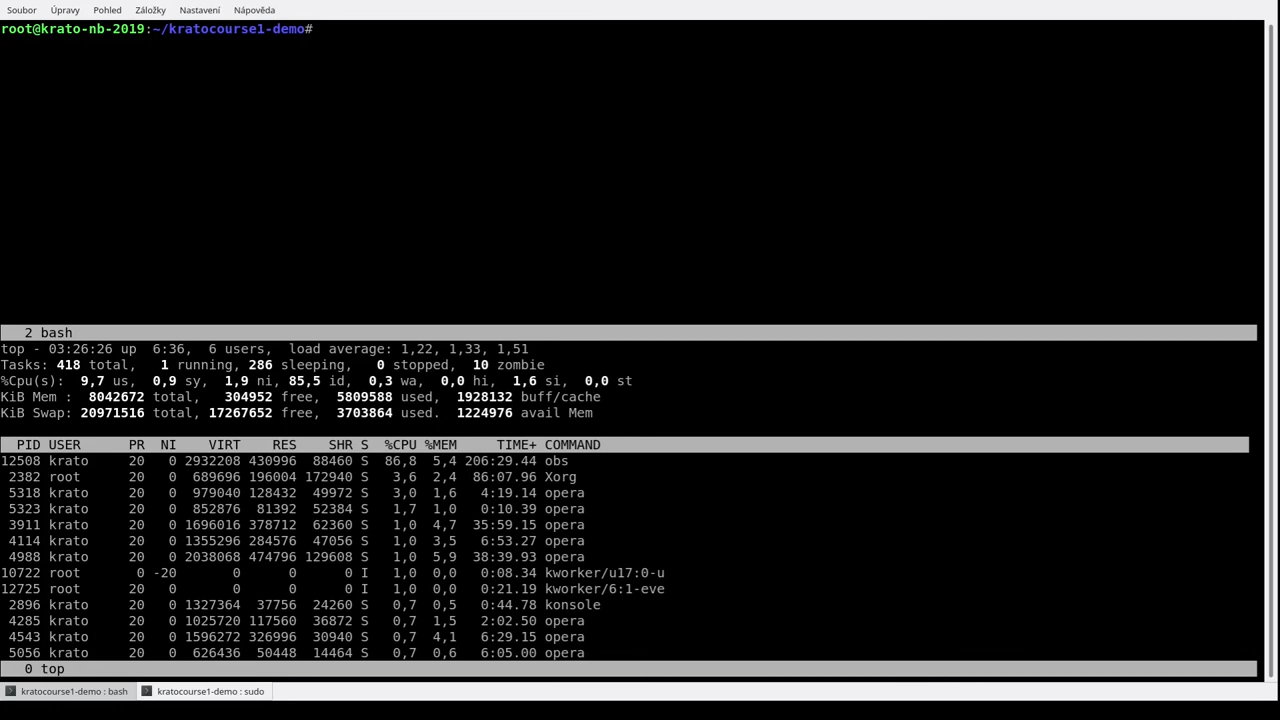 Soubor Úpravy Pohled Záložky Nastavení Nápověda
root@krato-nb-2019:~/kratocourse1-demo#
2 bash
top - 03:26:26 up  6:36,  6 users,  load average: 1,22, 1,33, 1,51
Tasks: 418 total,   1 running, 286 sleeping,   0 stopped,  10 zombie
%Cpu(s):  9,7 us,  0,9 sy,  1,9 ni, 85,5 id,  0,3 wa,  0,0 hi,  1,6 si,  0,0 st
KiB Mem :  8042672 total,   304952 free,  5809588 used,  1928132 buff/cache
KiB Swap: 20971516 total, 17267652 free,  3703864 used.  1224976 avail Mem
PID USER      PR  NI    VIRT    RES    SHR S  %CPU %MEM     TIME+ COMMAND
12508 krato     20   0 2932208 430996  88460 S  86,8  5,4 206:29.44 obs
2382 root      20   0  689696 196004 172940 S   3,6  2,4  86:07.96 Xorg
5318 krato     20   0  979040 128432  49972 S   3,0  1,6   4:19.14 opera
5323 krato     20   0  852876  81392  52384 S   1,7  1,0   0:10.39 opera
3911 krato     20   0 1696016 378712  62360 S   1,0  4,7  35:59.15 opera
4114 krato     20   0 1355296 284576  47056 S   1,0  3,5   6:53.27 opera
4988 krato     20   0 2038068 474796 129608 S   1,0  5,9  38:39.93 opera
10722 root       0 -20       0      0      0 I   1,0  0,0   0:08.34 kworker/u17:0-u
12725 root      20   0       0      0      0 I   1,0  0,0   0:21.19 kworker/6:1-eve
2896 krato     20   0 1327364  37756  24260 S   0,7  0,5   0:44.78 konsole
4285 krato     20   0 1025720 117560  36872 S   0,7  1,5   2:02.50 opera
4543 krato     20   0 1596272 326996  30940 S   0,7  4,1   6:29.15 opera
5056 krato     20   0  626436  50448  14464 S   0,7  0,6   6:05.00 opera
0 top
kratocourse1-demo : bash kratocourse1-demo : sudo